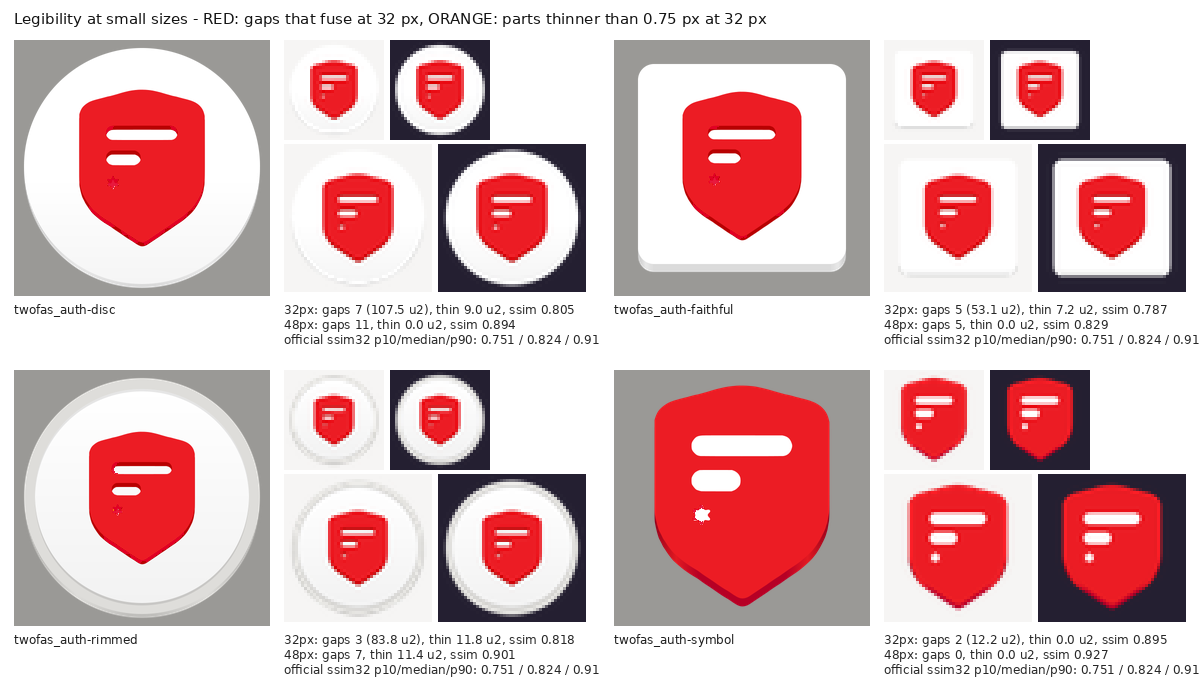 Legibility at small sizes - RED: gaps that fuse at 32 px, ORANGE: parts thinner than 0.75 px at 32 px
twofas_auth-disc
32px: gaps 7 (107.5 u2), thin 9.0 u2, ssim 0.805
48px: gaps 11, thin 0.0 u2, ssim 0.894
official ssim32 p10/median/p90: 0.751 / 0.824 / 0.91
twofas_auth-faithful
32px: gaps 5 (53.1 u2), thin 7.2 u2, ssim 0.787
48px: gaps 5, thin 0.0 u2, ssim 0.829
official ssim32 p10/median/p90: 0.751 / 0.824 / 0.91
twofas_auth-rimmed
32px: gaps 3 (83.8 u2), thin 11.8 u2, ssim 0.818
48px: gaps 7, thin 11.4 u2, ssim 0.901
official ssim32 p10/median/p90: 0.751 / 0.824 / 0.91
twofas_auth-symbol
32px: gaps 2 (12.2 u2), thin 0.0 u2, ssim 0.895
48px: gaps 0, thin 0.0 u2, ssim 0.927
official ssim32 p10/median/p90: 0.751 / 0.824 / 0.91